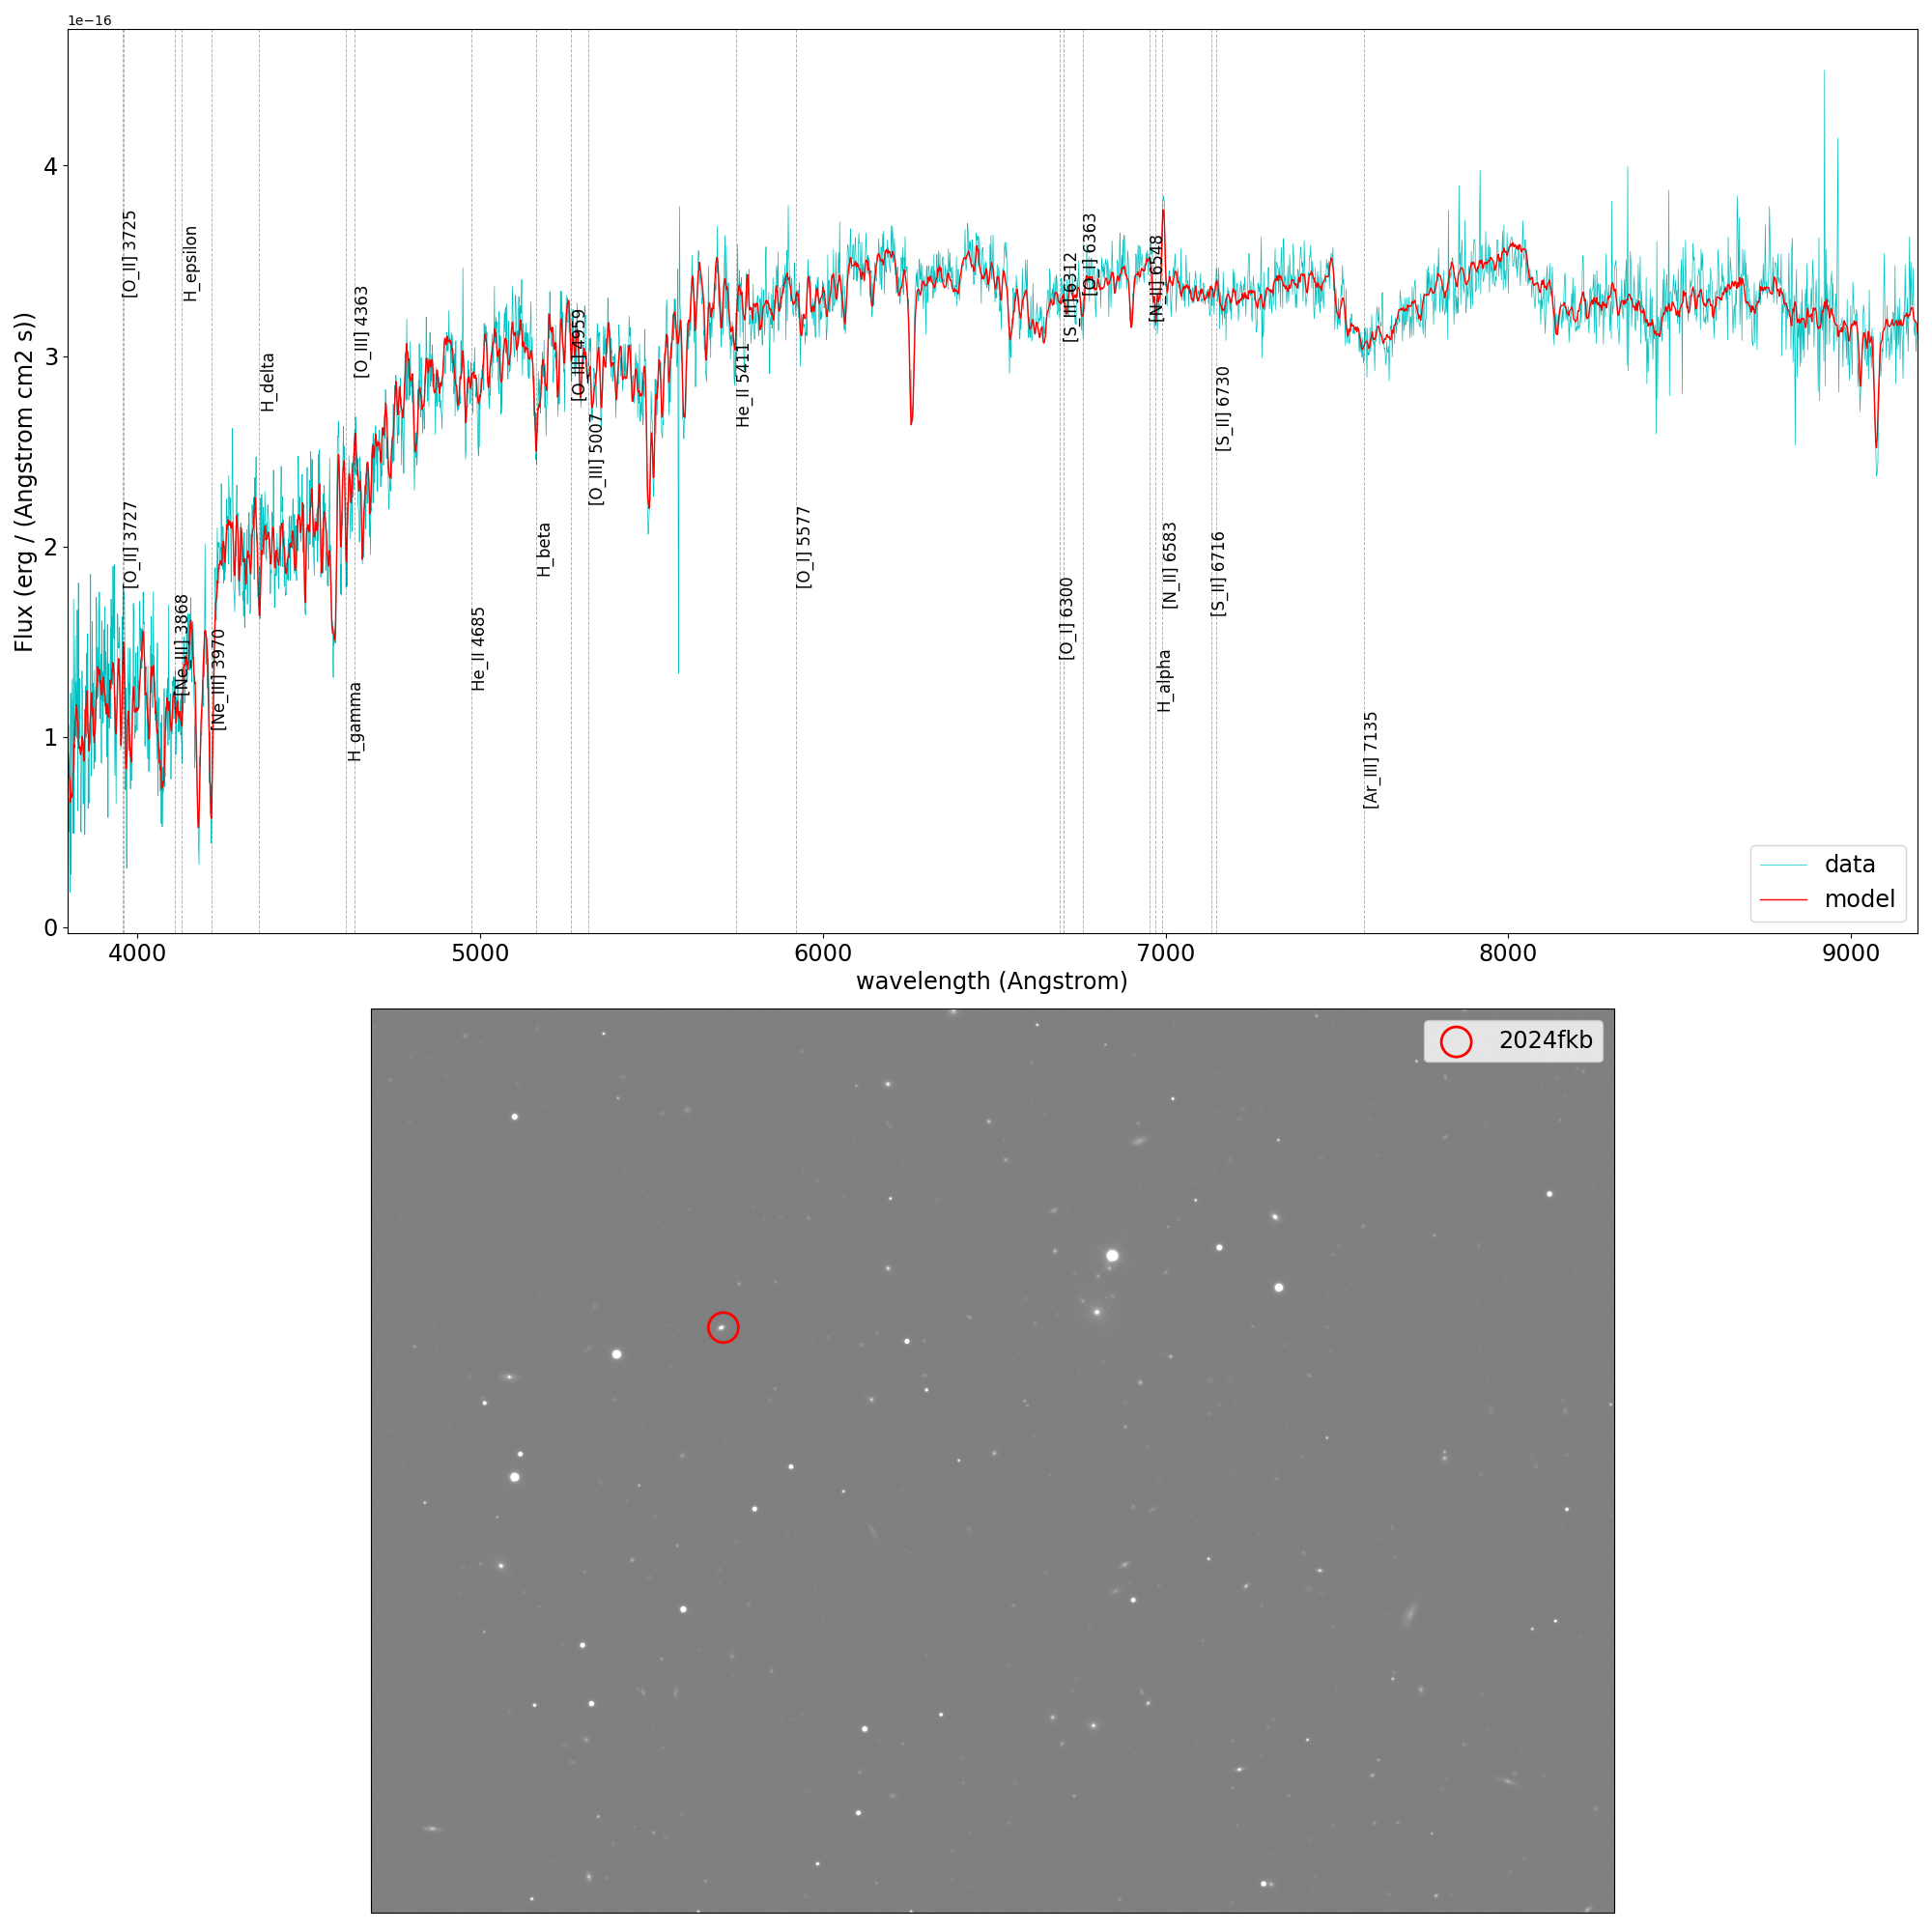 1e−16
Flux (erg / (Angstrom cm2 s))
4
3
2
1
0
[O_II] 3725
[O_II] 3727
H_epsilon
[Ne_III] 3868
[Ne_III] 3970
H_delta
[O_III] 4363
H_gamma
He_II 4685
H_beta
[O_III] 4959
[O_III] 5007
He_II 5411
[O_I] 5577
[O_I] 6300
[S_III] 6312
[O_I] 6363
[N_II] 6548
H_alpha
[N_II] 6583
[S_II] 6716
[S_II] 6730
[Ar_III] 7135
data
model
4000 5000 6000 7000 8000 9000
wavelength (Angstrom)
2024fkb